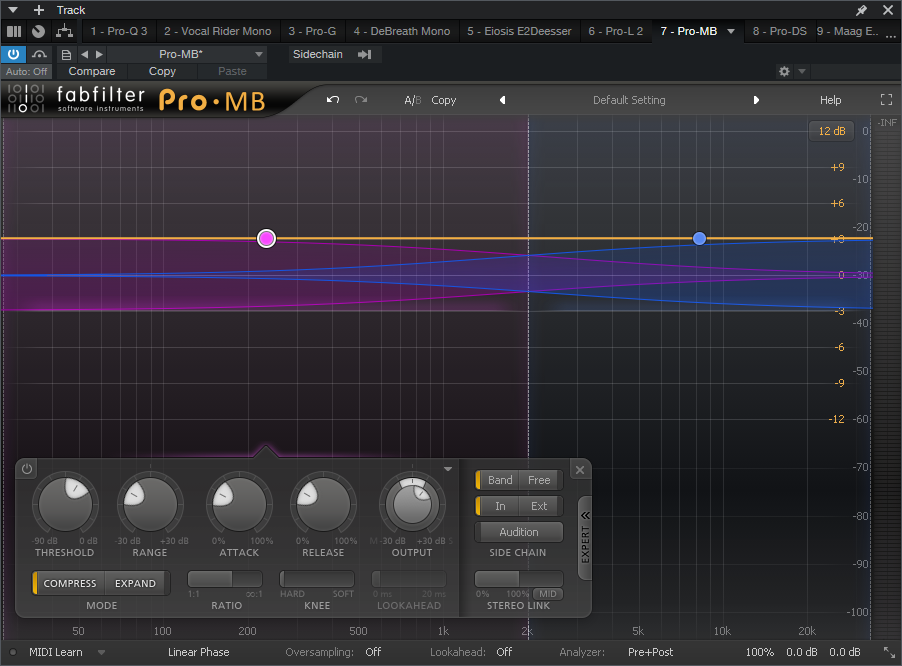 Track
1 - Pro-Q 3 2 - Vocal Rider Mono 3 - Pro-G 4 - DeBreath Mono 5 - Eiosis E2Deesser 6 - Pro-L 2 7 - Pro-MB 8 - Pro-DS 9 - Maag E.. ...
Pro-MB* Sidechain
Auto: Off Compare Copy Paste
fabfilter Pro·MB
software instruments
A/B Copy Default Setting Help
-INF
12 dB 0
+9
-10
+6
-20
+3
0 -30
-3
-40
-6
-50
-9
-12 -60
-70
-80
-90
-100
-90 dB 0 dB -30 dB +30 dB 0% 100% 0% 100% M -30 dB +30 dB S
THRESHOLD RANGE ATTACK RELEASE OUTPUT
Band Free
In Ext
Audition
SIDE CHAIN
EXPERT
COMPRESS EXPAND
1:1 ∞:1 HARD SOFT 0 ms 20 ms 0% 100% MID
MODE RATIO KNEE LOOKAHEAD STEREO LINK
50 100 200 500 1k 2k 5k 10k 20k
MIDI Learn Linear Phase Oversampling: Off Lookahead: Off Analyzer: Pre+Post 100% 0.0 dB 0.0 dB